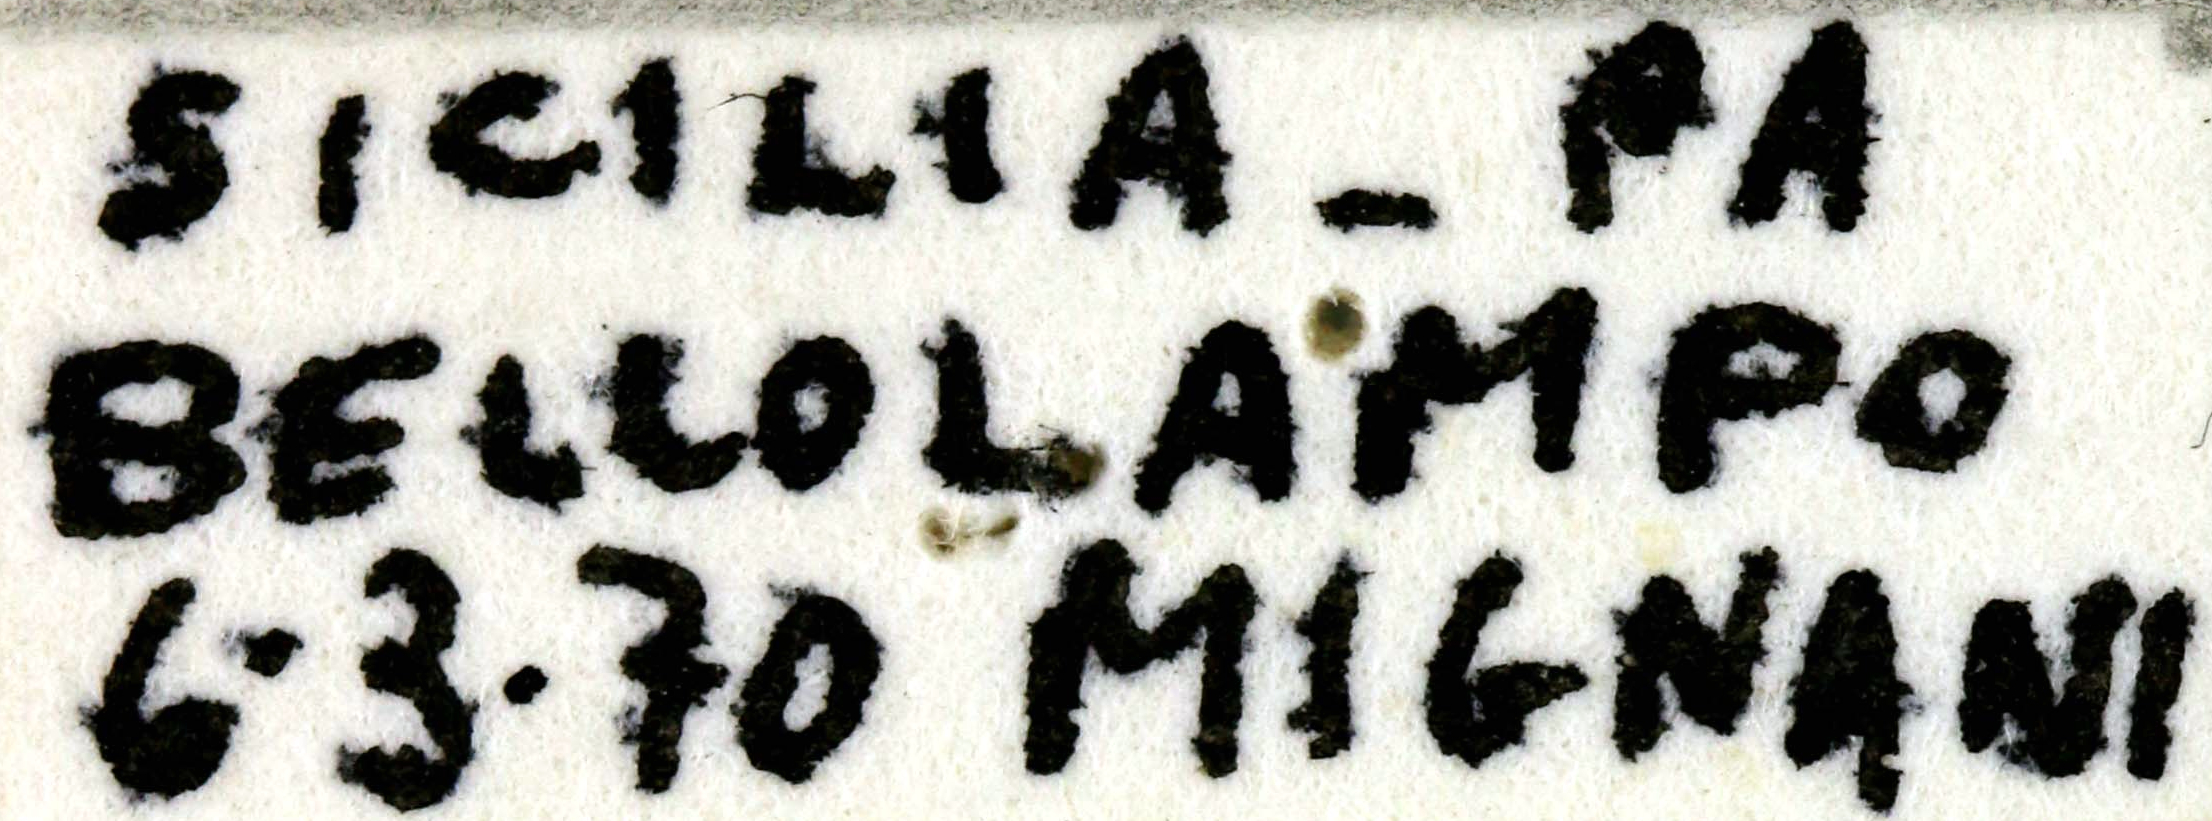 SICILIA - PA
BELLOLAMPO
6.3.70 MIGNANI